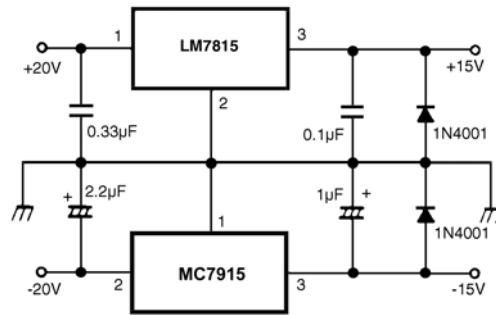 1
LM7815
3
+20V
+15V
2
0.33µF
0.1µF
1N4001
+
2.2µF
1µF
+
1
1N4001
MC7915
-20V
2
3
-15V